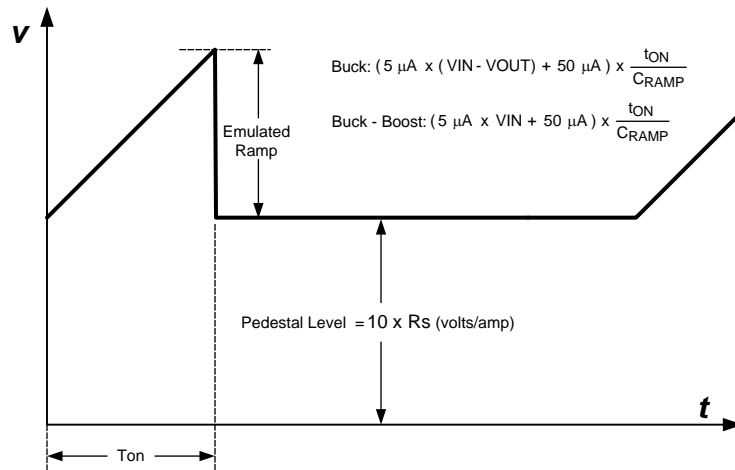 V
Buck: ( 5 μA x ( VIN - VOUT) + 50 μA ) x tON / CRAMP
Buck - Boost: ( 5 μA x VIN + 50 μA ) x tON / CRAMP
Emulated
Ramp
Pedestal Level = 10 x Rs (volts/amp)
t
Ton